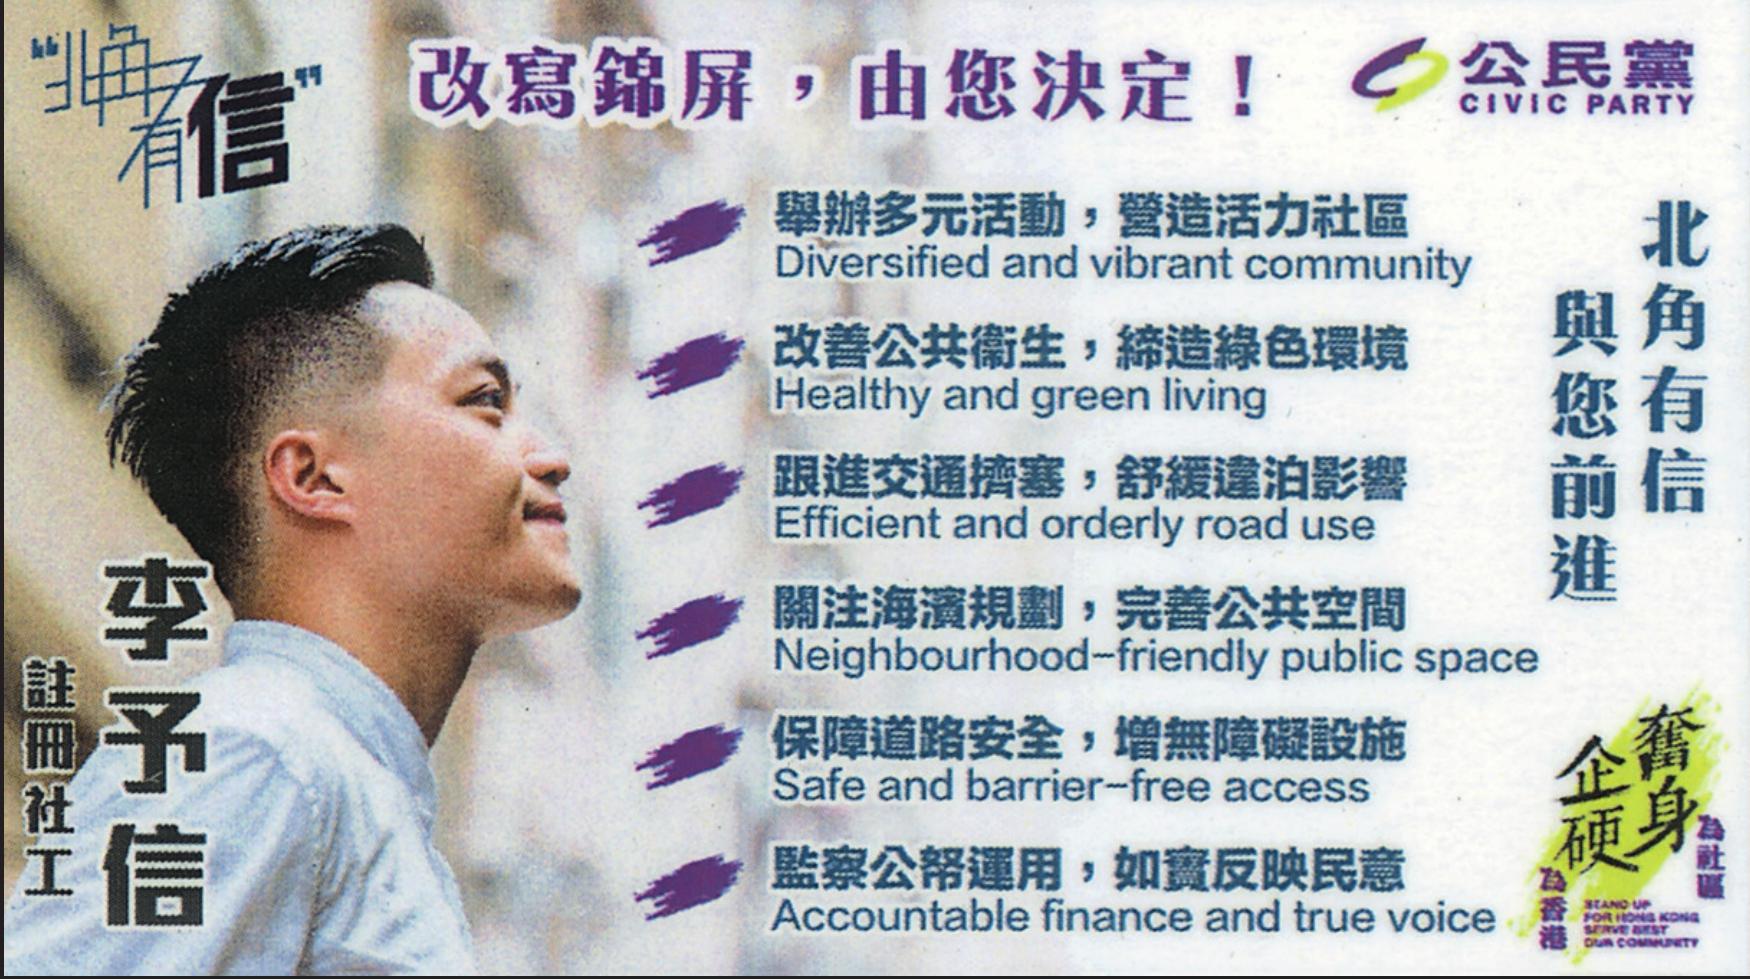 “北角有信”
改寫錦屏，由您決定！
公民黨
CIVIC PARTY
舉辦多元活動，營造活力社區
Diversified and vibrant community
改善公共衞生，締造綠色環境
Healthy and green living
跟進交通擠塞，舒緩違泊影響
Efficient and orderly road use
關注海濱規劃，完善公共空間
Neighbourhood-friendly public space
保障道路安全，增無障礙設施
Safe and barrier-free access
監察公帑運用，如實反映民意
Accountable finance and true voice
北角有信
與您前進
李予信
註冊社工
奮身
企硬
為社區
為香港
STAND UP
FOR HONG KONG
SERVE BEST
OUR COMMUNITY